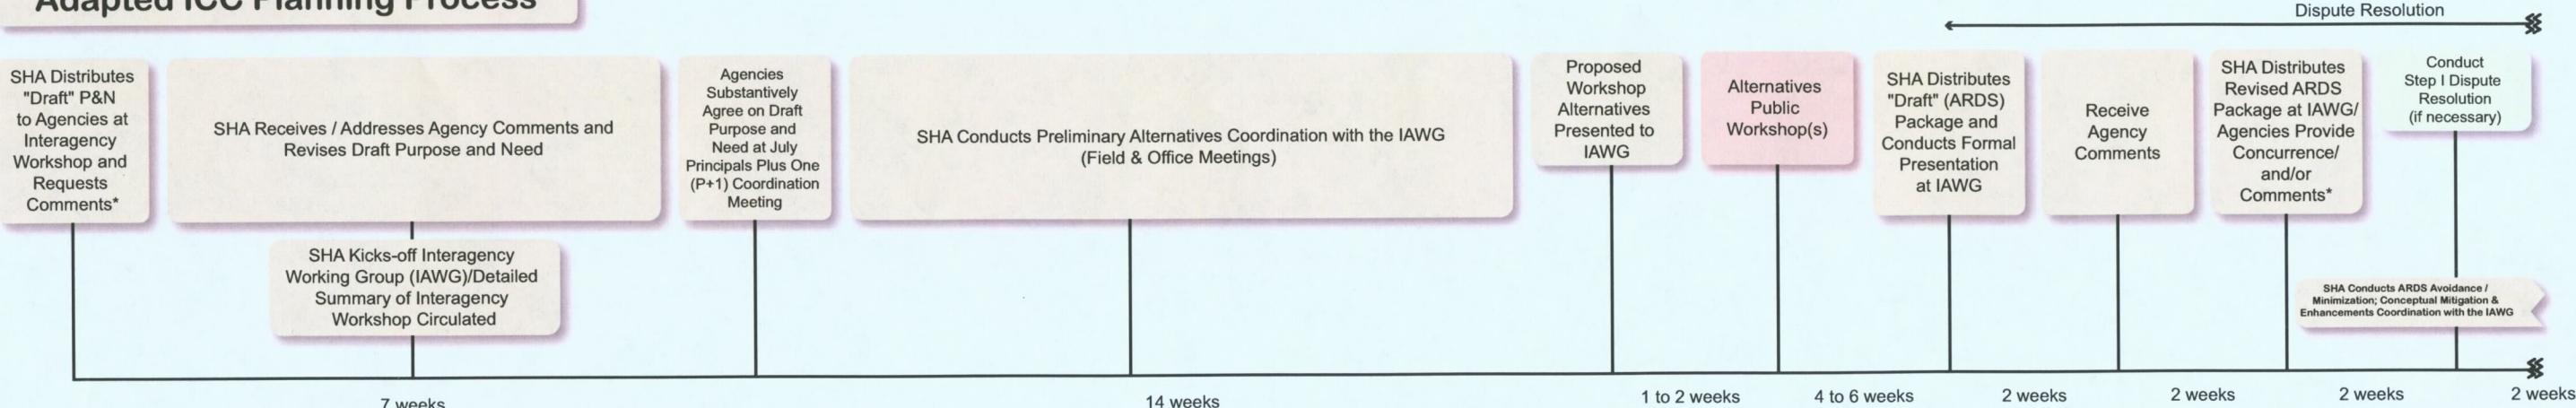 Adapted ICC Planning Process
Dispute Resolution
SHA Distributes
"Draft" P&N
to Agencies at
Interagency
Workshop and
Requests
Comments*
SHA Receives / Addresses Agency Comments and
Revises Draft Purpose and Need
SHA Kicks-off Interagency
Working Group (IAWG)/Detailed
Summary of Interagency
Workshop Circulated
Agencies
Substantively
Agree on Draft
Purpose and
Need at July
Principals Plus One
(P+1) Coordination
Meeting
SHA Conducts Preliminary Alternatives Coordination with the IAWG
(Field & Office Meetings)
Proposed
Workshop
Alternatives
Presented to
IAWG
Alternatives
Public
Workshop(s)
SHA Distributes
"Draft" (ARDS)
Package and
Conducts Formal
Presentation
at IAWG
Receive
Agency
Comments
SHA Distributes
Revised ARDS
Package at IAWG/
Agencies Provide
Concurrence/
and/or
Comments*
Conduct
Step I Dispute
Resolution
(if necessary)
SHA Conducts ARDS Avoidance /
Minimization; Conceptual Mitigation &
Enhancements Coordination with the IAWG
7 weeks
14 weeks
1 to 2 weeks
4 to 6 weeks
2 weeks
2 weeks
2 weeks
2 weeks